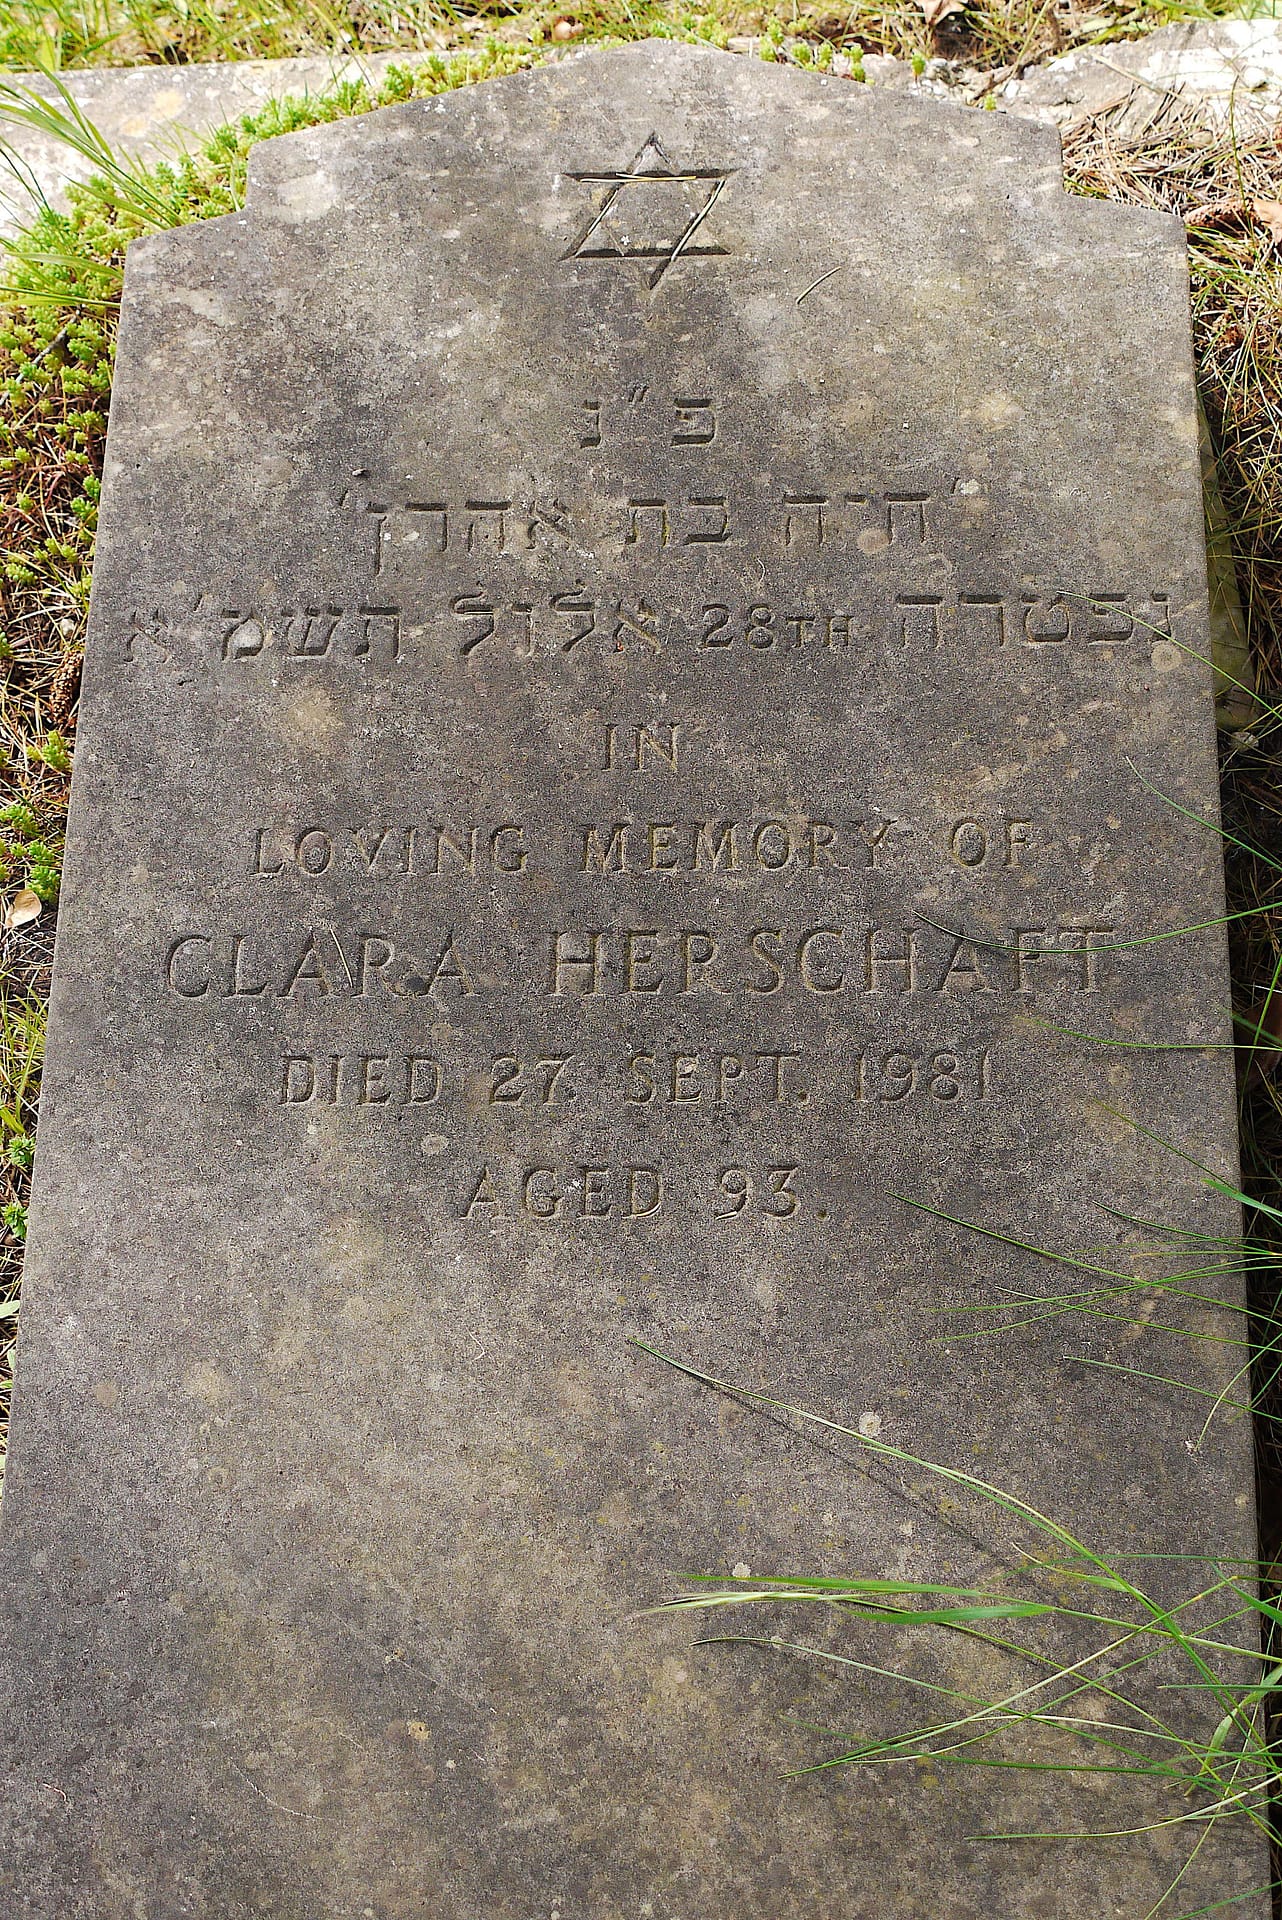 פ"נ
'חיה בת אהרן'
נפטרה 28TH אלול תשמ'א
IN
LOVING MEMORY OF
CLARA HERSCHAFT
DIED 27. SEPT. 1981
AGED 93.